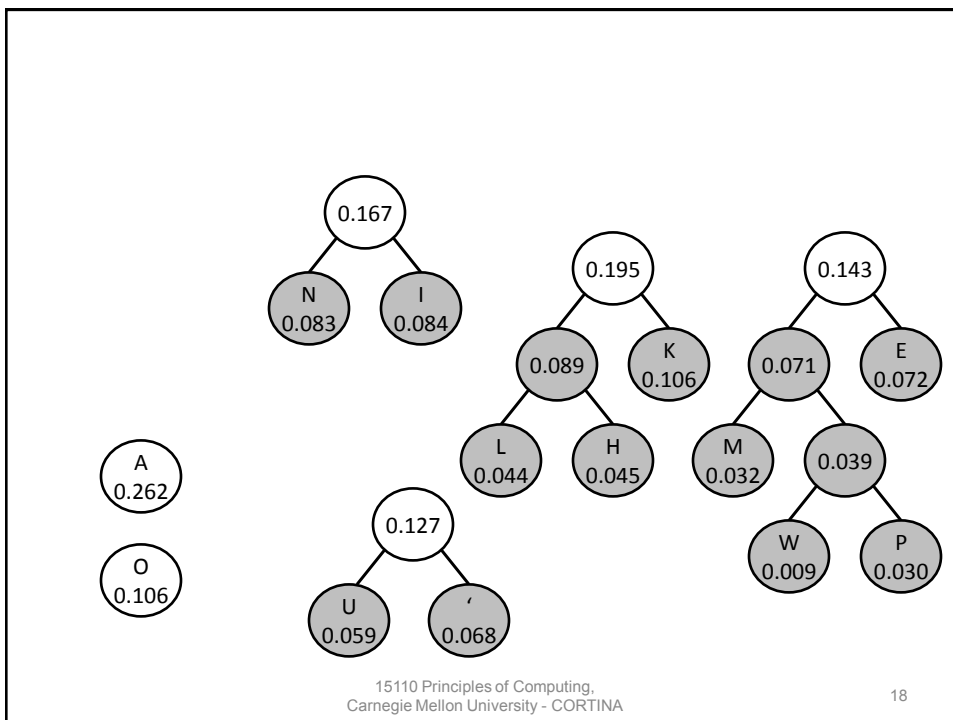 0.167
N
0.083
I
0.084
0.195
0.089
K
0.106
L
0.044
H
0.045
0.143
0.071
E
0.072
M
0.032
0.039
W
0.009
P
0.030
A
0.262
O
0.106
0.127
U
0.059
‘
0.068
15110 Principles of Computing,
Carnegie Mellon University - CORTINA
18